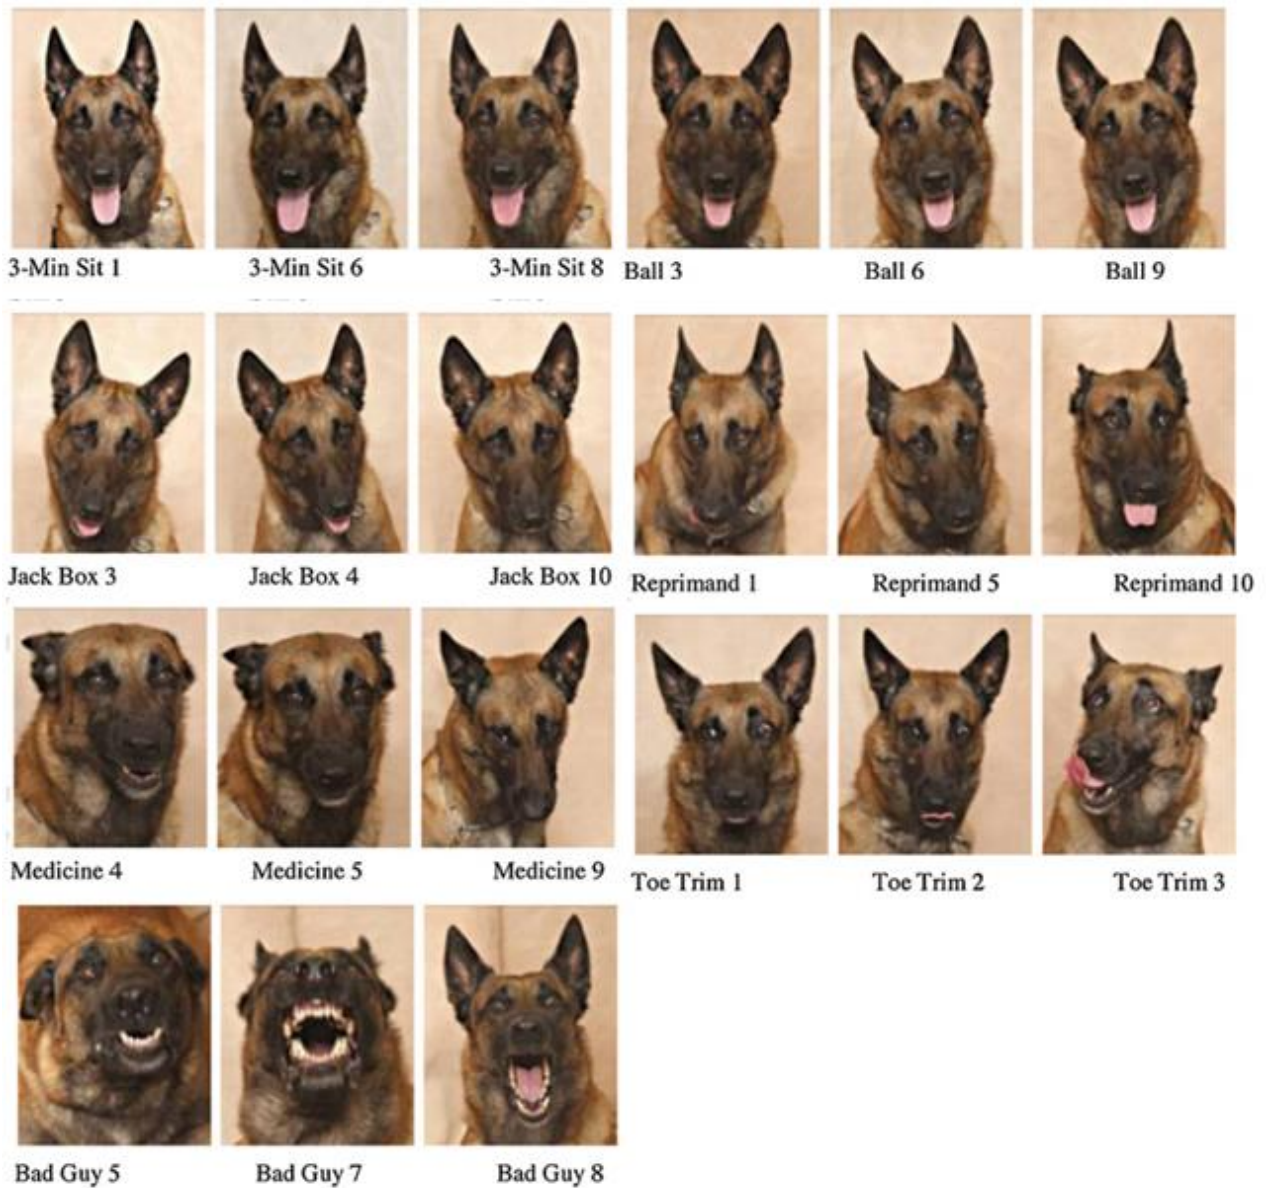 3-Min Sit 1 3-Min Sit 6 3-Min Sit 8 Ball 3 Ball 6 Ball 9
Jack Box 3 Jack Box 4 Jack Box 10 Reprimand 1 Reprimand 5 Reprimand 10
Medicine 4 Medicine 5 Medicine 9 Toe Trim 1 Toe Trim 2 Toe Trim 3
Bad Guy 5 Bad Guy 7 Bad Guy 8